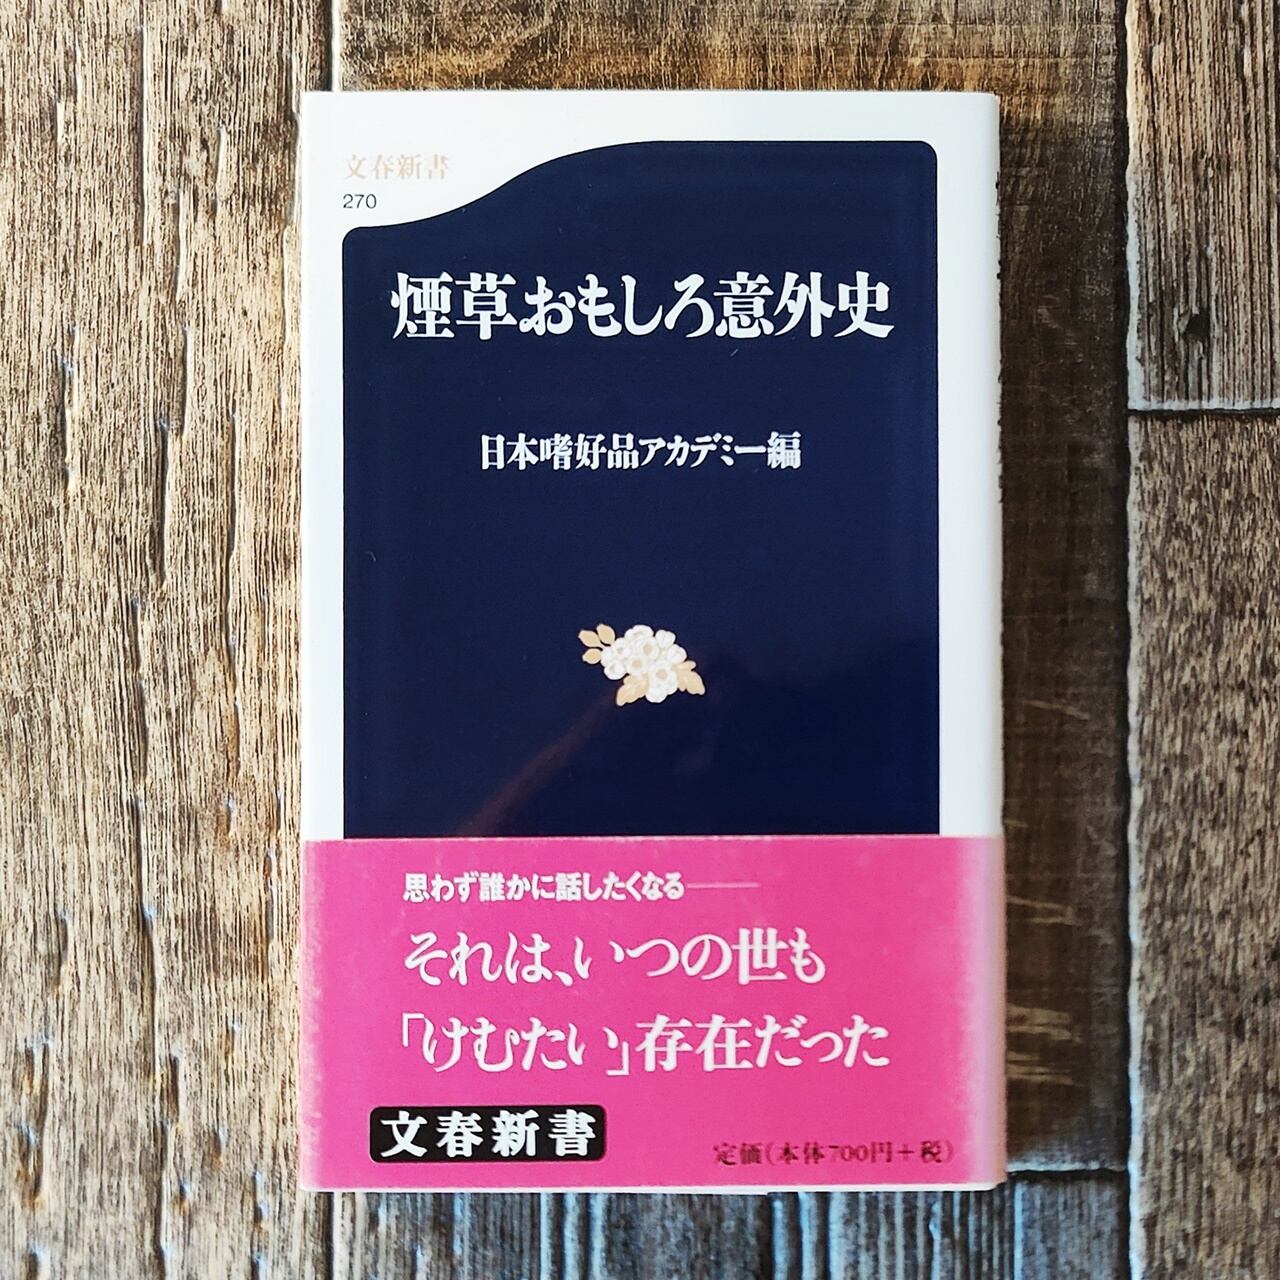 文春新書
270
煙草おもしろ意外史
日本嗜好品アカデミー編
思わず誰かに話したくなる――
それは、いつの世も
「けむたい」存在だった
文春新書
定価(本体700円+税)